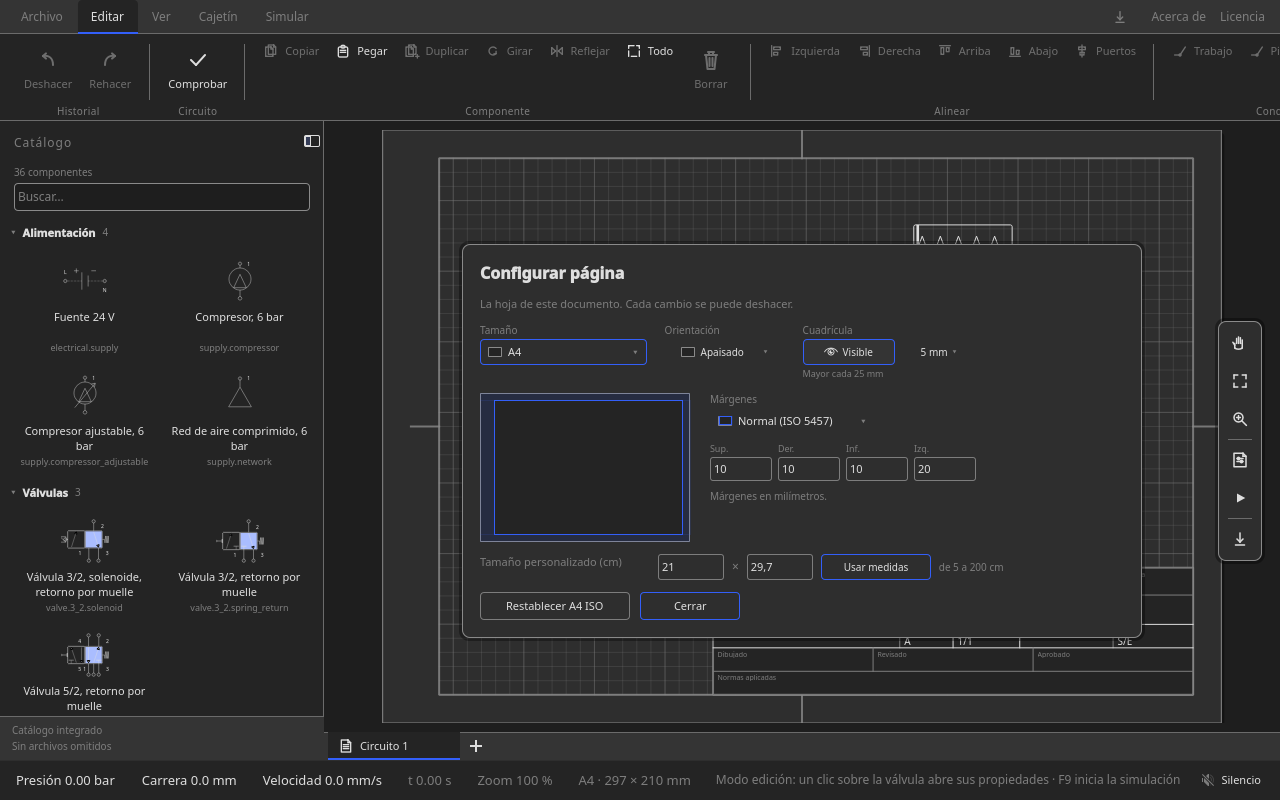 Archivo Editar Ver Cajetín Simular Acerca de Licencia
Deshacer Rehacer Comprobar Copiar Pegar Duplicar Girar Reflejar Todo Borrar Izquierda Derecha Arriba Abajo Puertos Trabajo
Historial Circuito Componente Alinear
Catálogo
36 componentes
Buscar...
Alimentación 4
Fuente 24 V
electrical.supply
Compresor, 6 bar
supply.compressor
Compresor ajustable, 6
bar
supply.compressor_adjustable
Red de aire comprimido, 6
bar
supply.network
Válvulas 3
Válvula 3/2, solenoide,
retorno por muelle
valve.3_2.solenoid
Válvula 3/2, retorno por
muelle
valve.3_2.spring_return
Válvula 5/2, retorno por
muelle
Catálogo integrado
Sin archivos omitidos
Configurar página
La hoja de este documento. Cada cambio se puede deshacer.
Tamaño Orientación Cuadrícula
A4 Apaisado Visible 5 mm
Mayor cada 25 mm
Márgenes
Normal (ISO 5457)
Sup. Der. Inf. Izq.
10 10 10 20
Márgenes en milímetros.
Tamaño personalizado (cm) 21 × 29,7 Usar medidas de 5 a 200 cm
Restablecer A4 ISO Cerrar
A 1/1 S/E
Dibujado Revisado Aprobado
Normas aplicadas
Circuito 1
Presión 0.00 bar Carrera 0.0 mm Velocidad 0.0 mm/s t 0.00 s Zoom 100 % A4 · 297 × 210 mm Modo edición: un clic sobre la válvula abre sus propiedades · F9 inicia la simulación Silencio